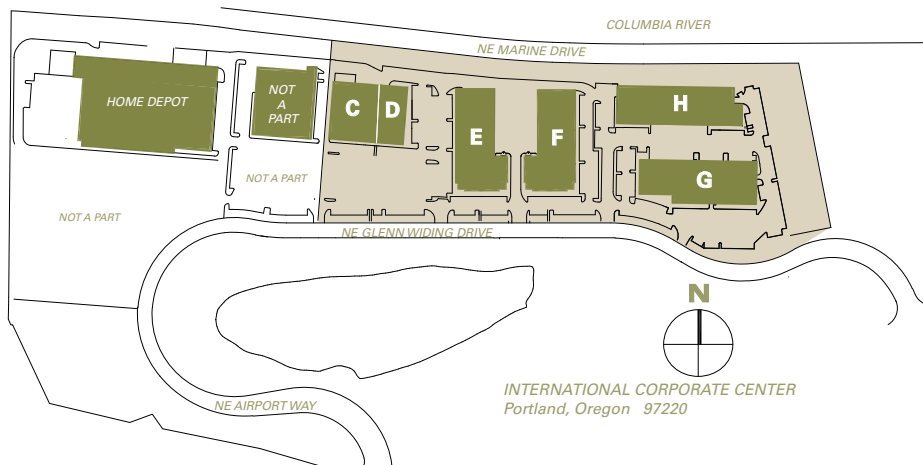 COLUMBIA RIVER
NE MARINE DRIVE
HOME DEPOT
NOT
A
PART
C
D
E
F
H
G
NOT A PART
NOT A PART
NE GLENN WIDING DRIVE
N
INTERNATIONAL CORPORATE CENTER
Portland, Oregon 97220
NE AIRPORT WAY